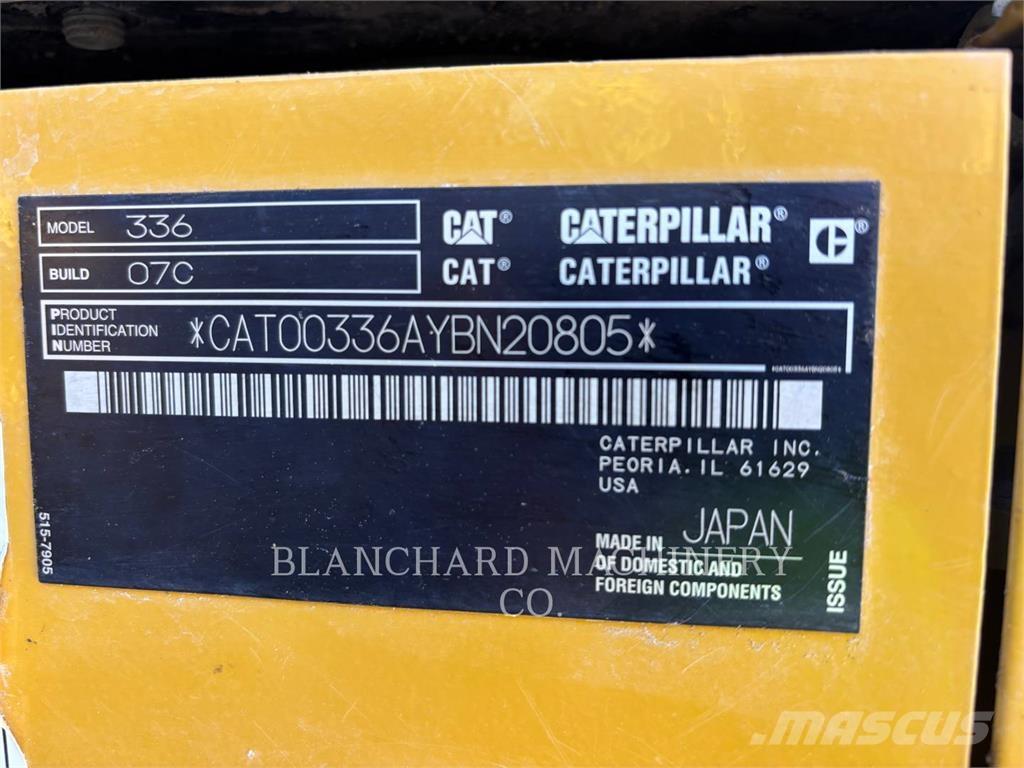 MODEL 336
CAT® CATERPILLAR®
C®
BUILD 07C
CAT® CATERPILLAR®
PRODUCT
IDENTIFICATION
NUMBER
*CAT00336AYBN20805*
*CAT00336AYBN20805*
CATERPILLAR INC.
PEORIA, IL 61629
USA
515-7905
MADE IN JAPAN
OF DOMESTIC AND
FOREIGN COMPONENTS
ISSUE
BLANCHARD MACHINERY
CO.
MASCUS